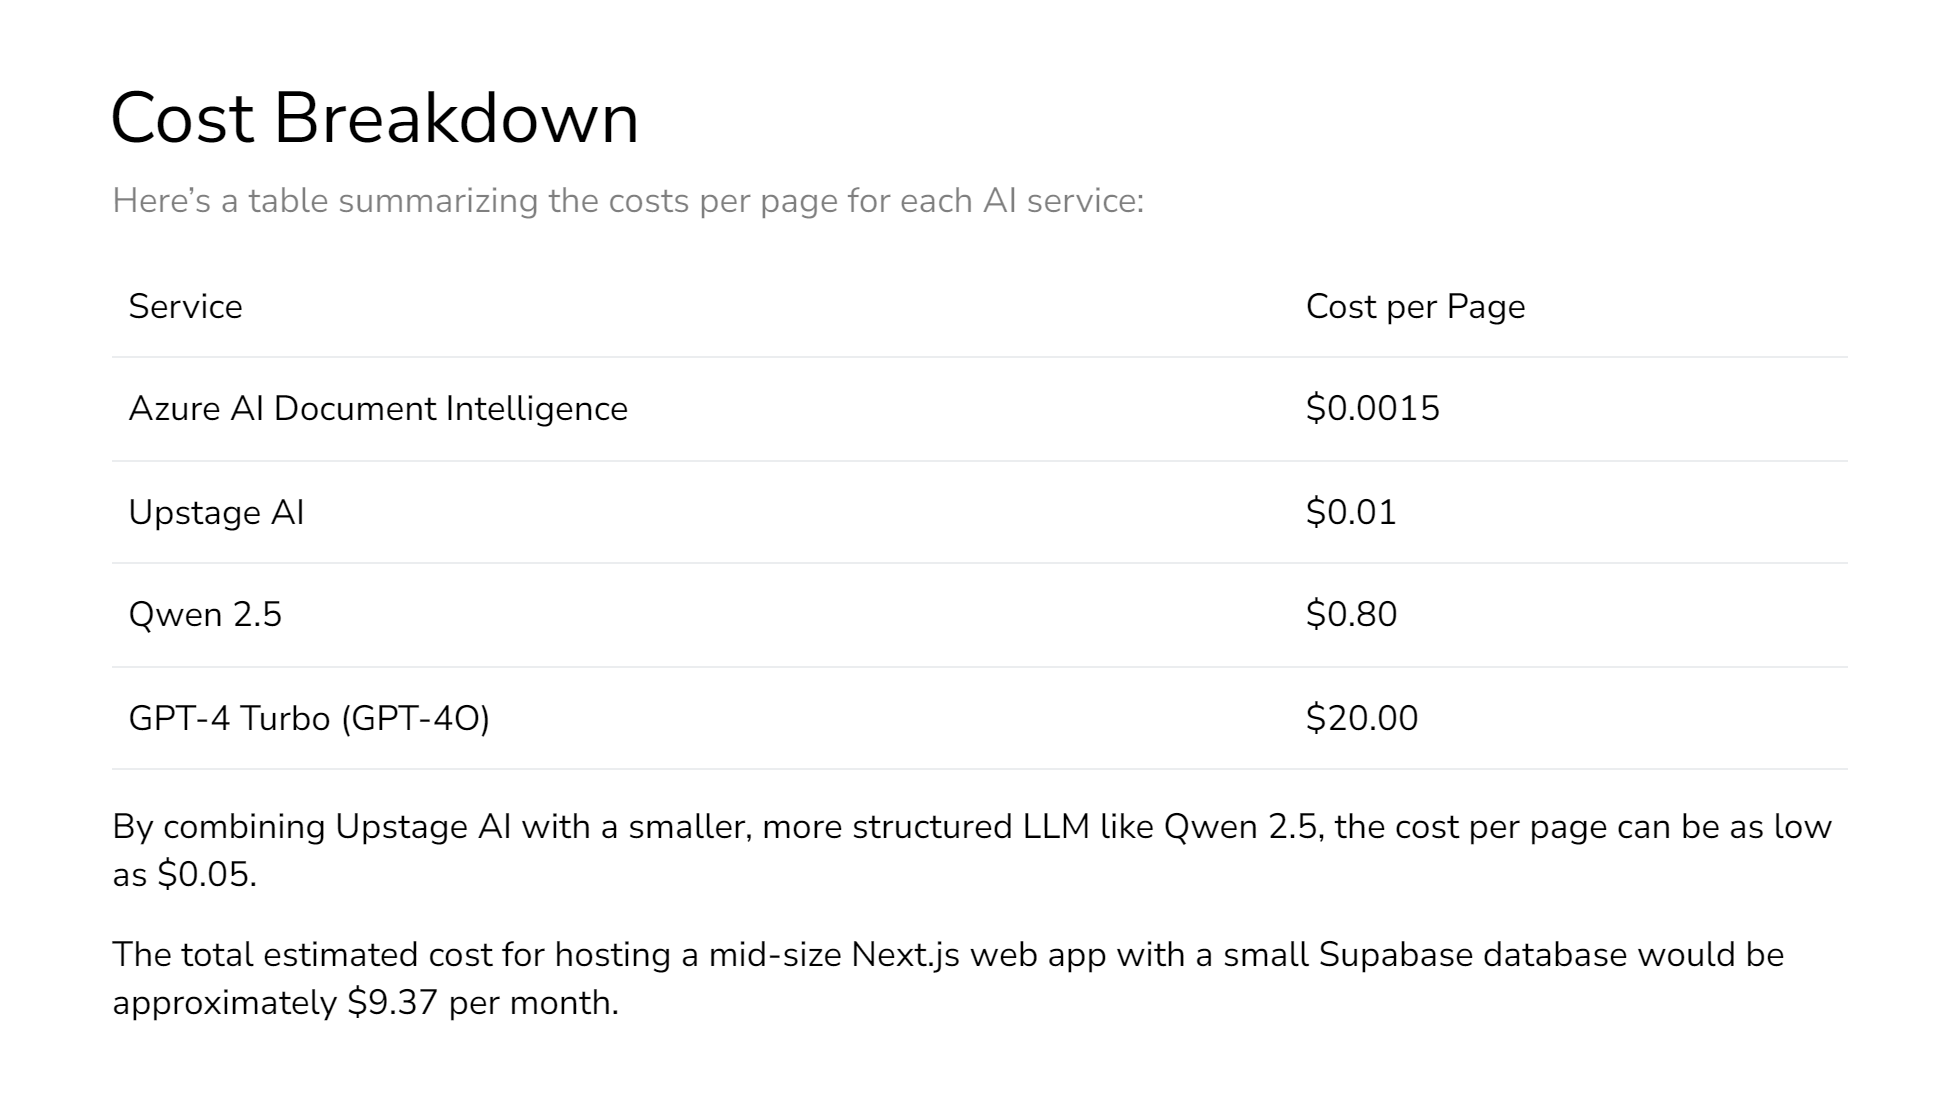 Cost Breakdown
Here’s a table summarizing the costs per page for each AI service:
Service Cost per Page
Azure AI Document Intelligence $0.0015
Upstage AI $0.01
Qwen 2.5 $0.80
GPT-4 Turbo (GPT-4O) $20.00
By combining Upstage AI with a smaller, more structured LLM like Qwen 2.5, the cost per page can be as low
as $0.05.
The total estimated cost for hosting a mid-size Next.js web app with a small Supabase database would be
approximately $9.37 per month.